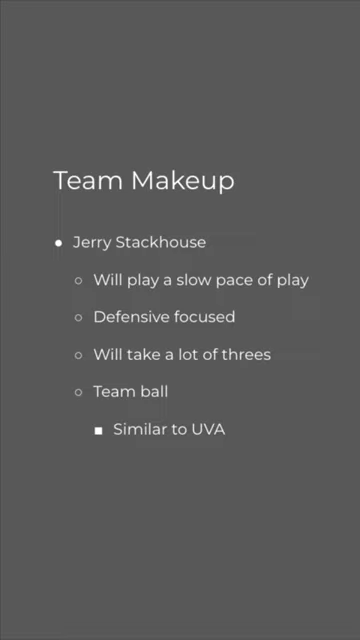 Team Makeup
● Jerry Stackhouse
○ Will play a slow pace of play
○ Defensive focused
○ Will take a lot of threes
○ Team ball
■ Similar to UVA